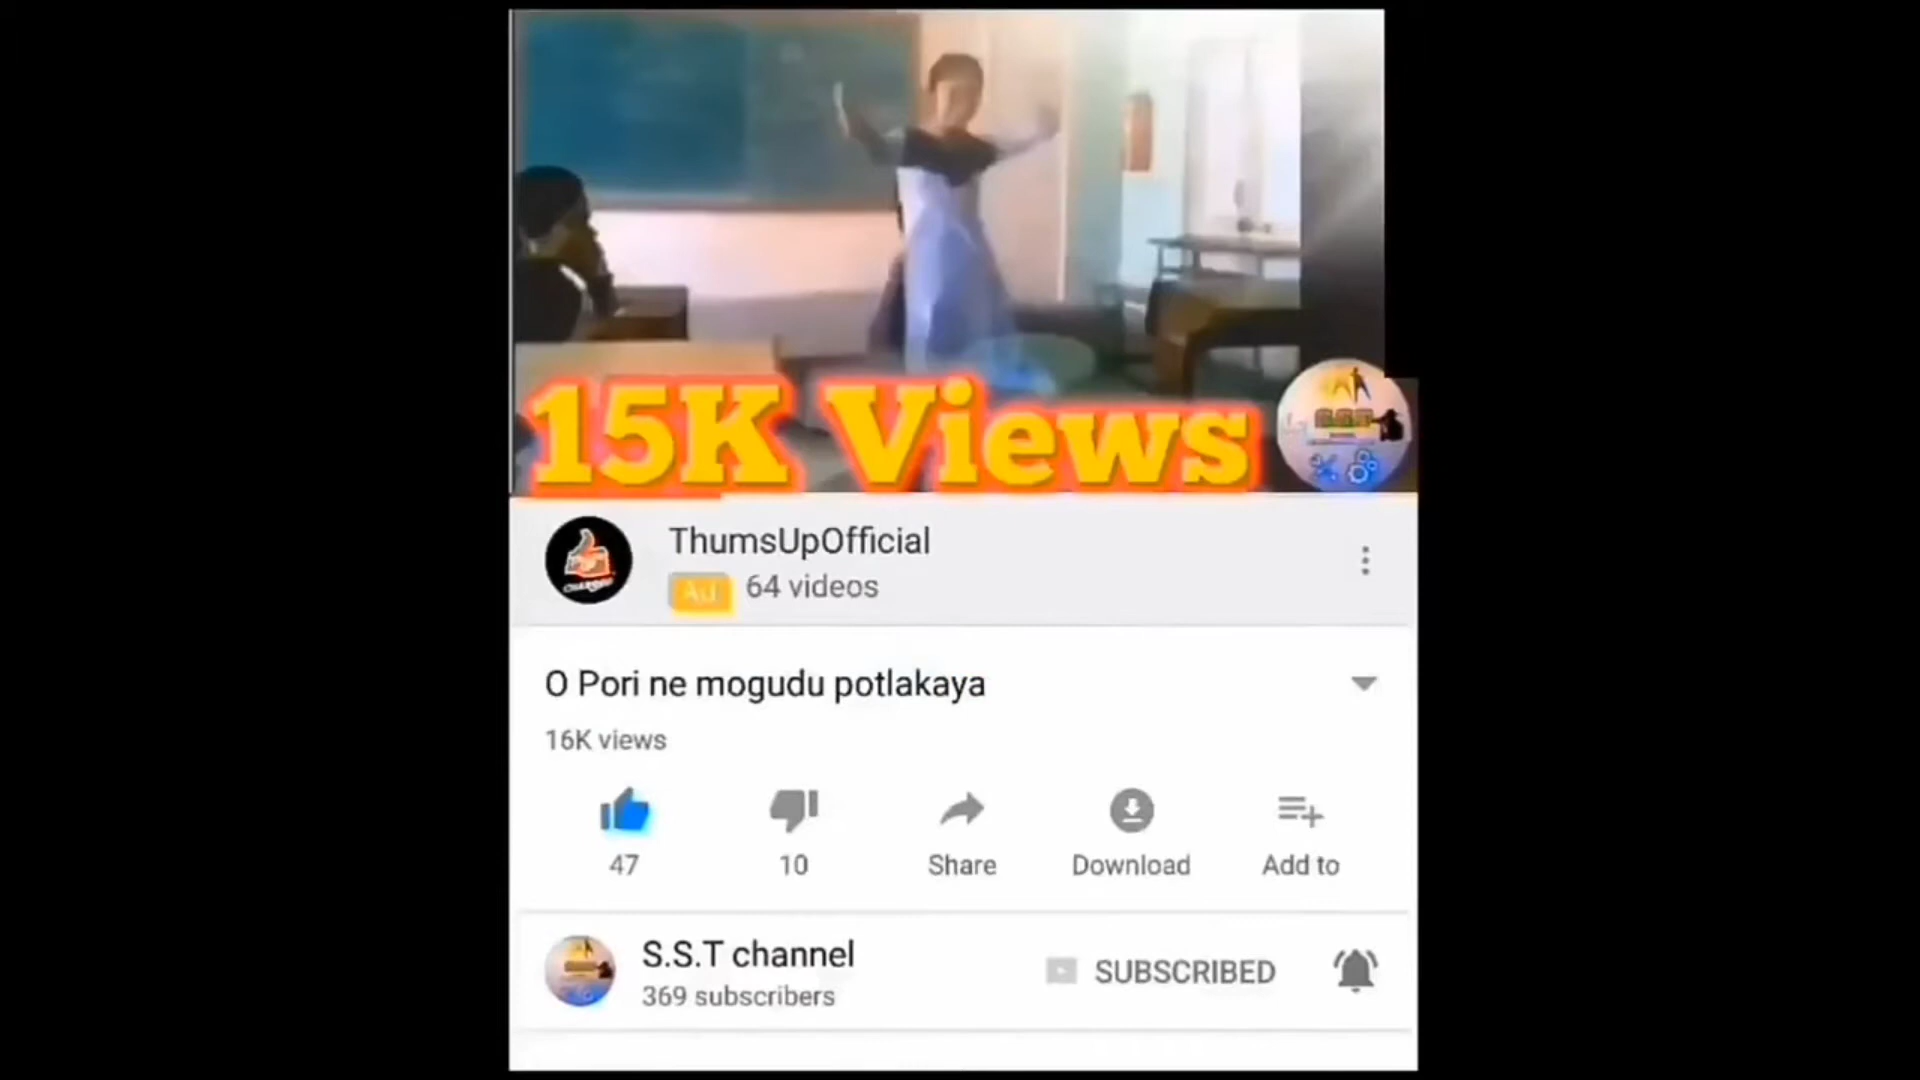 15K Views
ThumsUpOfficial
Ad 64 videos
O Pori ne mogudu potlakaya
16K views
47 10 Share Download Add to
S.S.T channel
369 subscribers
SUBSCRIBED